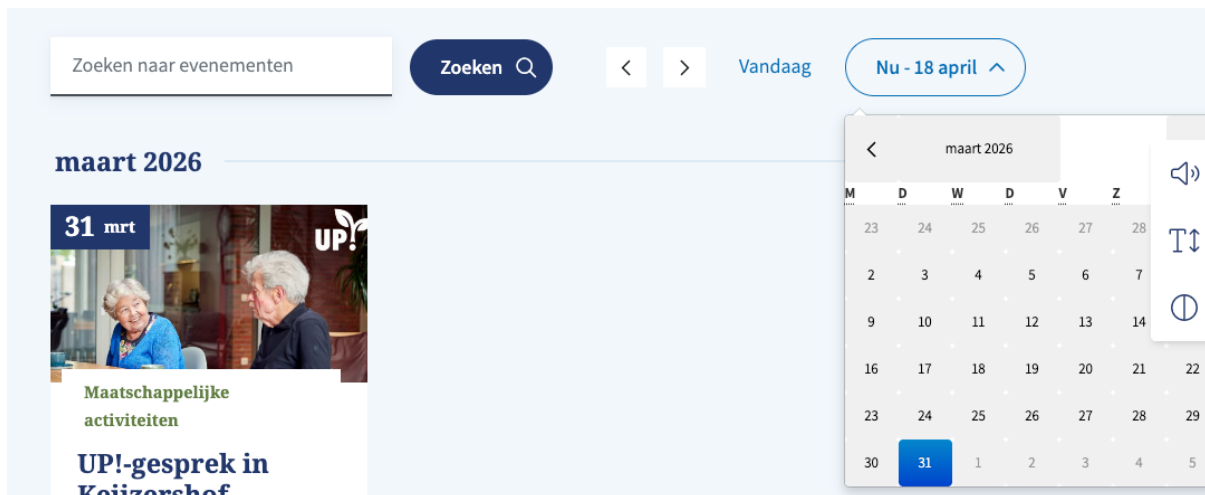 Zoeken naar evenementen
Zoeken
Vandaag
Nu - 18 april
maart 2026
31 mrt
UP!
Maatschappelijke
activiteiten
UP!-gesprek in
Keijzershof
maart 2026
M D W D V Z
23 24 25 26 27 28
2 3 4 5 6 7
9 10 11 12 13 14
16 17 18 19 20 21 22
23 24 25 26 27 28 29
30 31 1 2 3 4 5
T